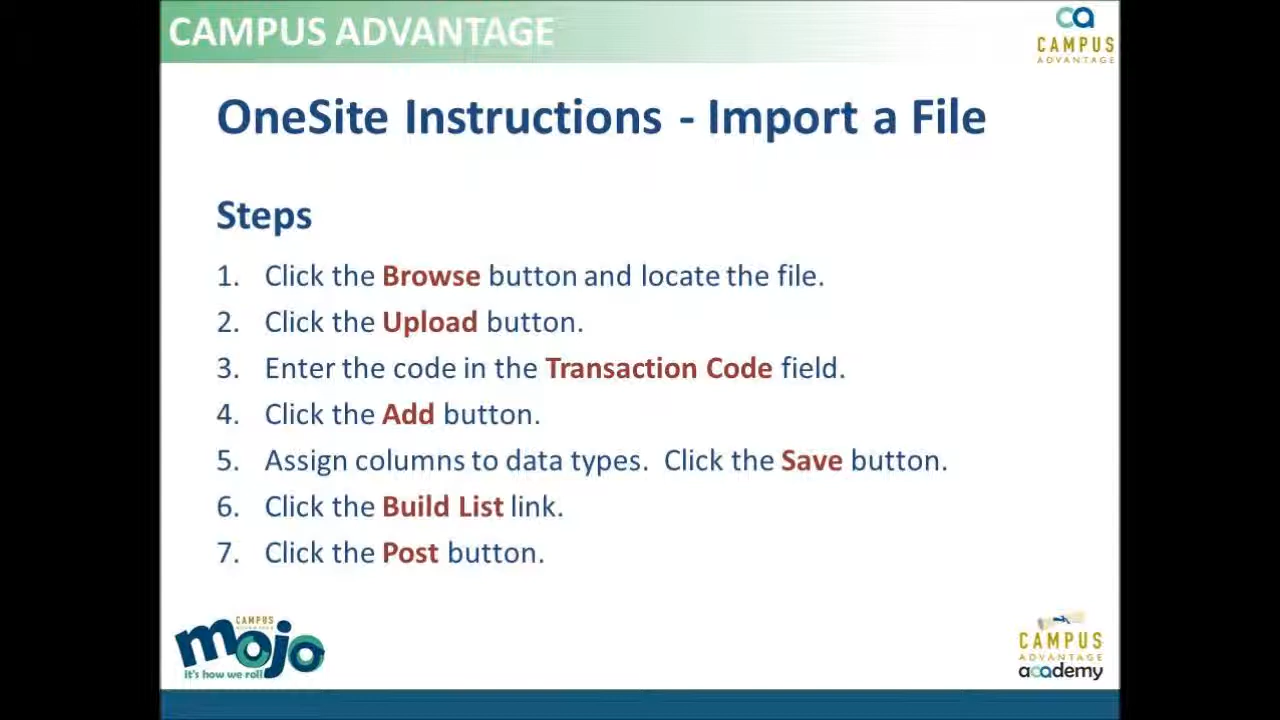 CAMPUS ADVANTAGE
CAMPUS
ADVANTAGE
OneSite Instructions - Import a File
Steps
1. Click the Browse button and locate the file.
2. Click the Upload button.
3. Enter the code in the Transaction Code field.
4. Click the Add button.
5. Assign columns to data types. Click the Save button.
6. Click the Build List link.
7. Click the Post button.
CAMPUS
ADVANTAGE
mojo
it's how we roll
CAMPUS
ADVANTAGE
academy